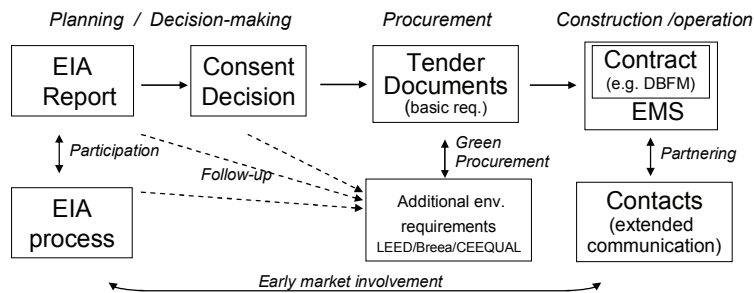 Planning / Decision-making
Procurement
Construction /operation
EIA
Report
Consent
Decision
Tender
Documents
(basic req.)
Contract
(e.g. DBFM)
EMS
Participation
Follow-up
Green
Procurement
Partnering
EIA
process
Additional env.
requirements
LEED/Breea/CEEQUAL
Contacts
(extended
communication)
Early market involvement